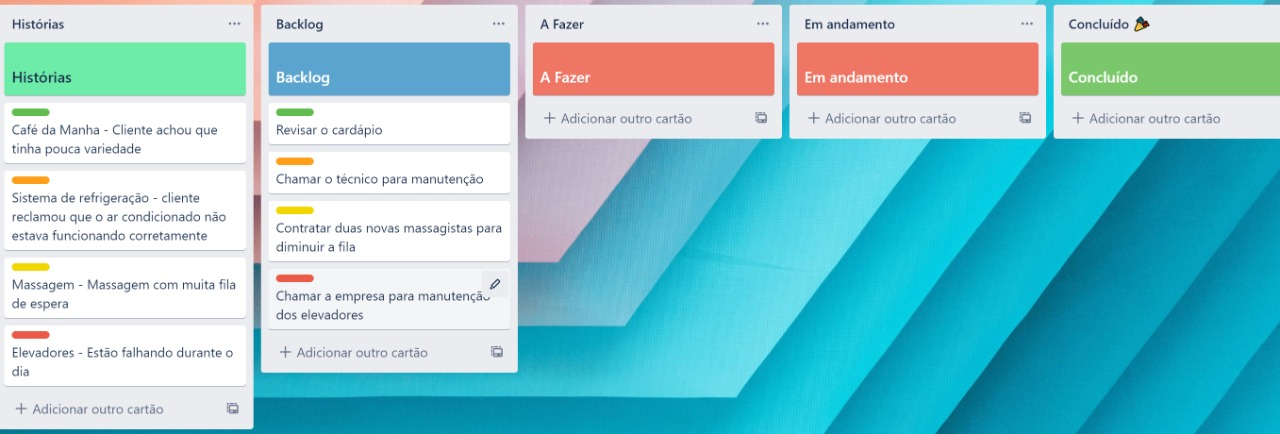 Histórias
Histórias
Café da Manha - Cliente achou que
tinha pouca variedade
Sistema de refrigeração - cliente
reclamou que o ar condicionado não
estava funcionando corretamente
Massagem - Massagem com muita fila
de espera
Elevadores - Estão falhando durante o
dia
Adicionar outro cartão
Backlog
Backlog
Revisar o cardápio
Chamar o técnico para manutenção
Contratar duas novas massagistas para
diminuir a fila
Chamar a empresa para manutenção
dos elevadores
Adicionar outro cartão
A Fazer
A Fazer
Adicionar outro cartão
Em andamento
Em andamento
Adicionar outro cartão
Concluído 🎉
Concluído
Adicionar outro cartão